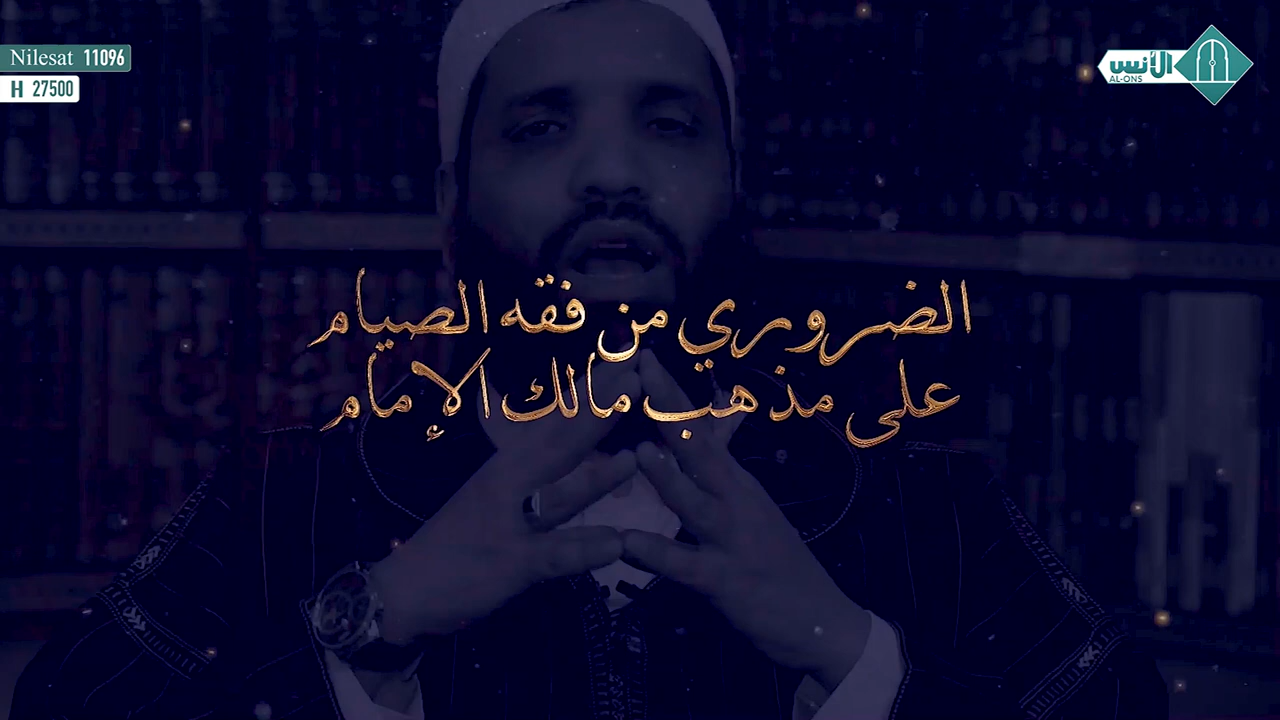 Nilesat 11096
H 27500
الأنس
AL-ONS
الضروري من فقه الصيام
على مذهب مالك الإمام